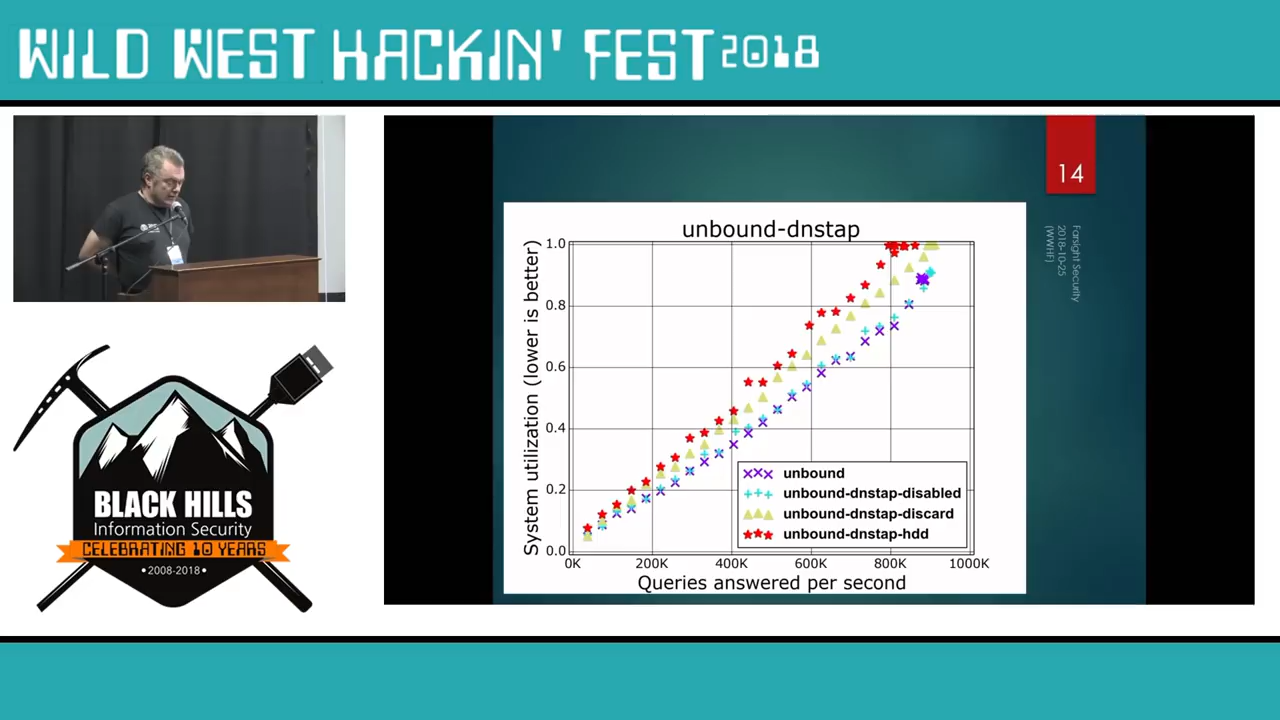 WILD WEST HACKIN' FEST 2018
14
Farsight Security
2018-10-25
(WWHF)
unbound-dnstap
System utilization (lower is better)
1.0
0.8
0.6
0.4
0.2
0.0
0K 200K 400K 600K 800K 1000K
Queries answered per second
unbound
unbound-dnstap-disabled
unbound-dnstap-discard
unbound-dnstap-hdd
BLACK HILLS
Information Security
CELEBRATING 10 YEARS
•2008-2018•